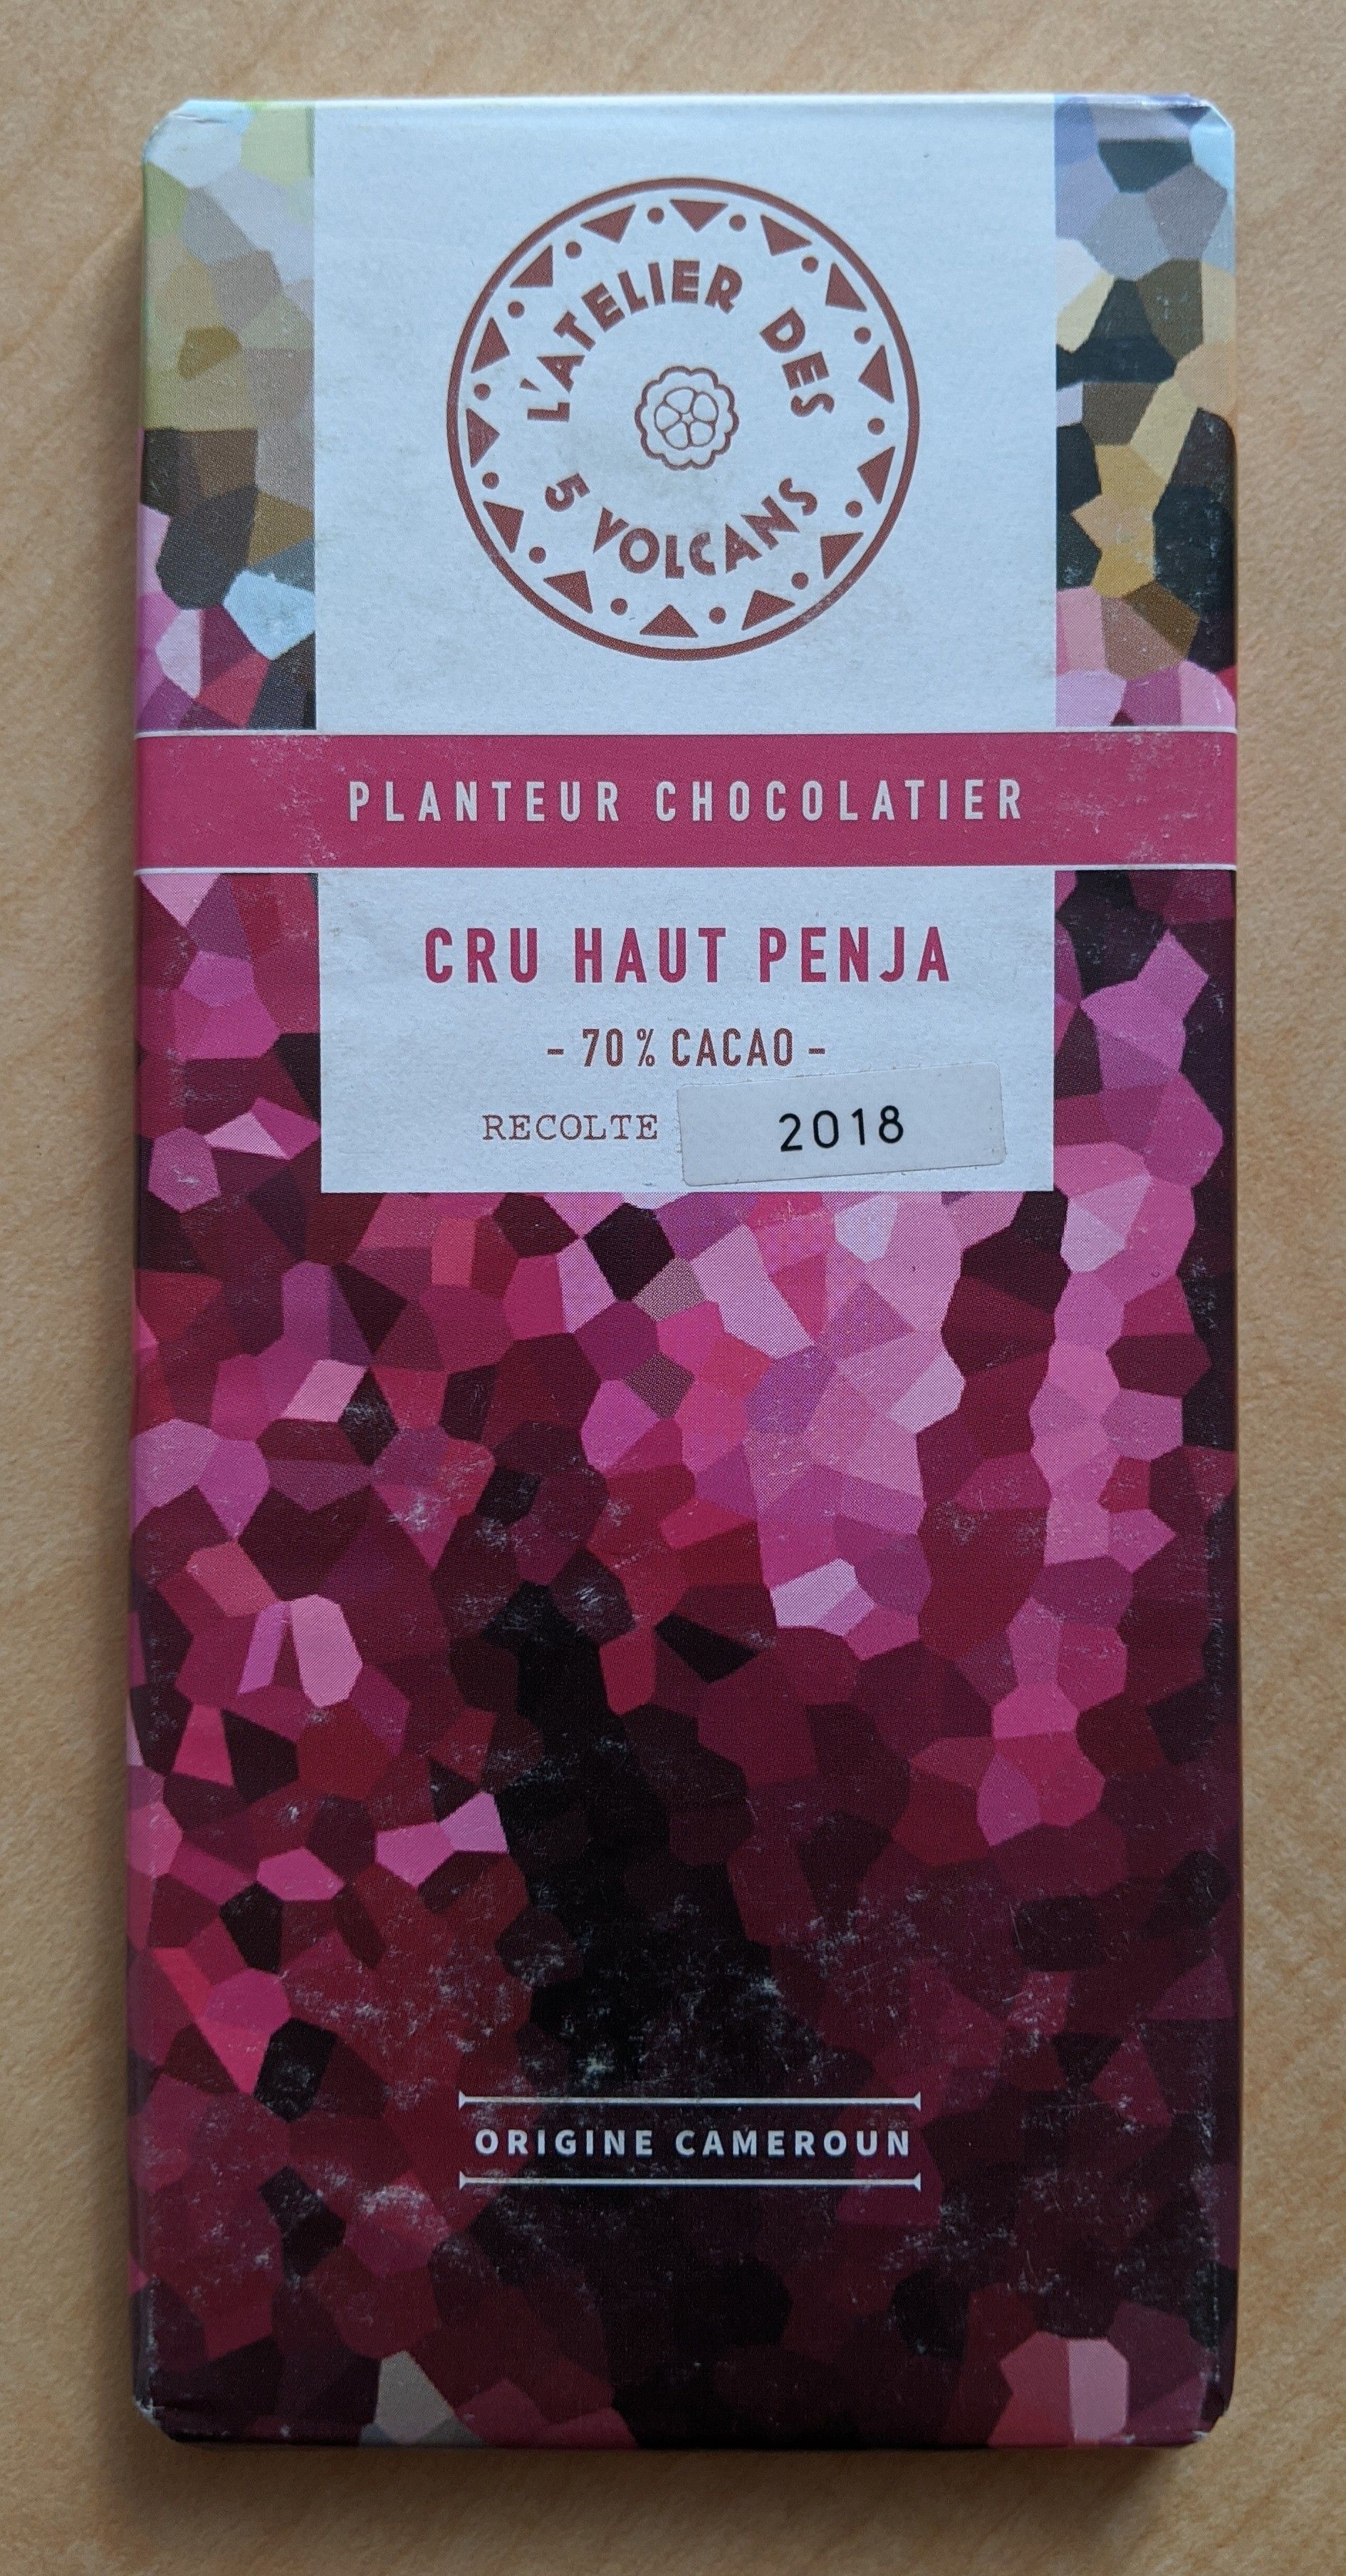 L'ATELIER DES
5 VOLCANS
PLANTEUR CHOCOLATIER
CRU HAUT PENJA
- 70% CACAO -
RECOLTE 2018
ORIGINE CAMEROUN